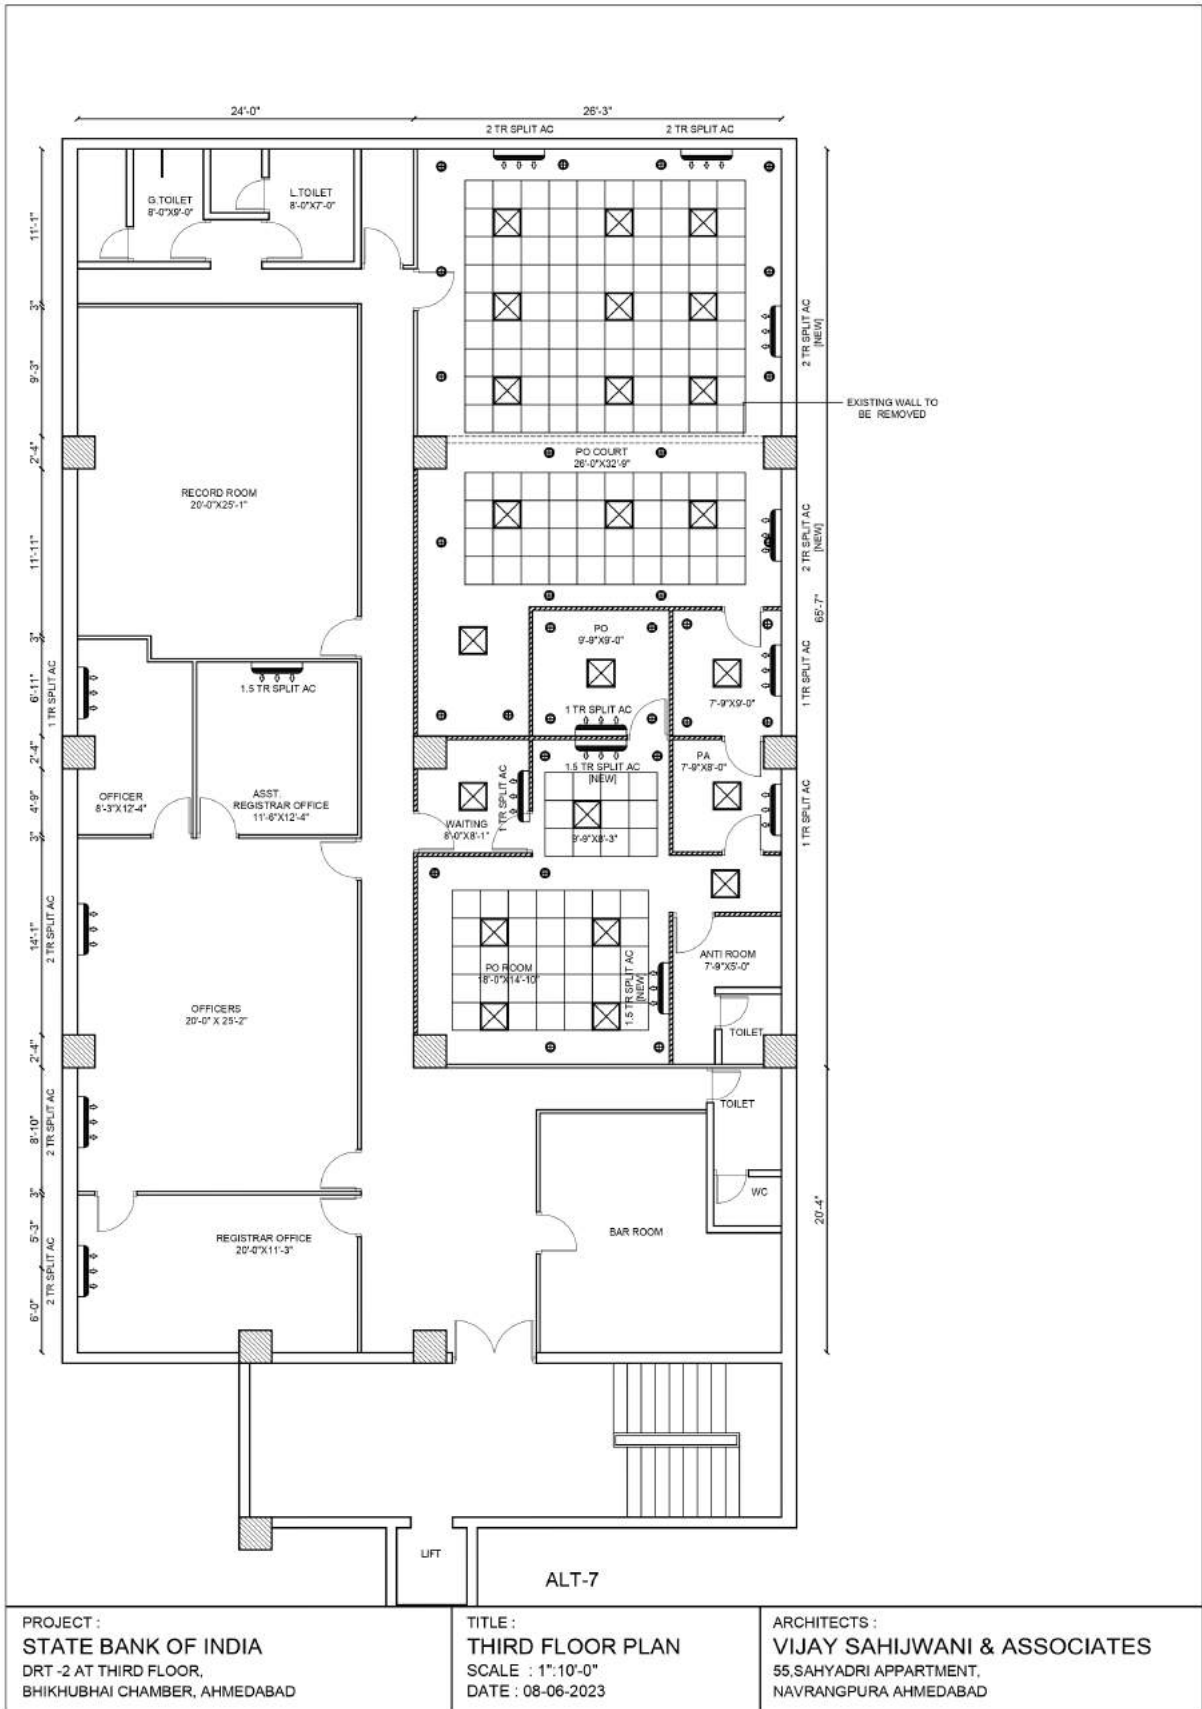 24'-0"
26'-3"
2 TR SPLIT AC
2 TR SPLIT AC
G.TOILET
8'-0"X9'-0"
L.TOILET
8'-0"X7'-0"
11'-1"
3"
9'-3"
2'-4"
11'-11"
3"
6'-11"
2'-4"
4'-9"
3"
14'-1"
2'-4"
8'-10"
3"
5'-3"
6'-0"
2 TR SPLIT AC
[NEW]
EXISTING WALL TO
BE REMOVED
PO COURT
26'-0"X32'-9"
RECORD ROOM
20'-0"X25'-1"
2 TR SPLIT AC
[NEW]
65'-7"
PO
9'-9"X9'-0"
1 TR SPLIT AC
7'-9"X9'-0"
1 TR SPLIT AC
1 TR SPLIT AC
1.5 TR SPLIT AC
1.5 TR SPLIT AC
[NEW]
PA
7'-9"X8'-0"
1 TR SPLIT AC
1 TR SPLIT AC
OFFICER
8'-3"X12'-4"
ASST.
REGISTRAR OFFICE
11'-6"X12'-4"
WAITING
8'-0"X8'-1"
9'-9"X8'-3"
2 TR SPLIT AC
PO ROOM
18'-0"X14'-10"
1.5 TR SPLIT AC
[NEW]
ANTI ROOM
7'-9"X5'-0"
OFFICERS
20'-0" X 25'-2"
TOILET
2 TR SPLIT AC
TOILET
WC
20'-4"
BAR ROOM
REGISTRAR OFFICE
20'-0"X11'-3"
2 TR SPLIT AC
LIFT
ALT-7
PROJECT :
STATE BANK OF INDIA
DRT -2 AT THIRD FLOOR,
BHIKHUBHAI CHAMBER, AHMEDABAD
TITLE :
THIRD FLOOR PLAN
SCALE : 1":10'-0"
DATE : 08-06-2023
ARCHITECTS :
VIJAY SAHIJWANI & ASSOCIATES
55,SAHYADRI APPARTMENT,
NAVRANGPURA AHMEDABAD